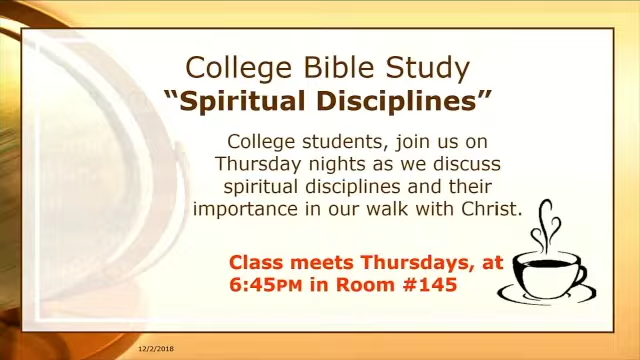 College Bible Study
“Spiritual Disciplines”
College students, join us on
Thursday nights as we discuss
spiritual disciplines and their
importance in our walk with Christ.
Class meets Thursdays, at
6:45PM in Room #145
12/2/2018